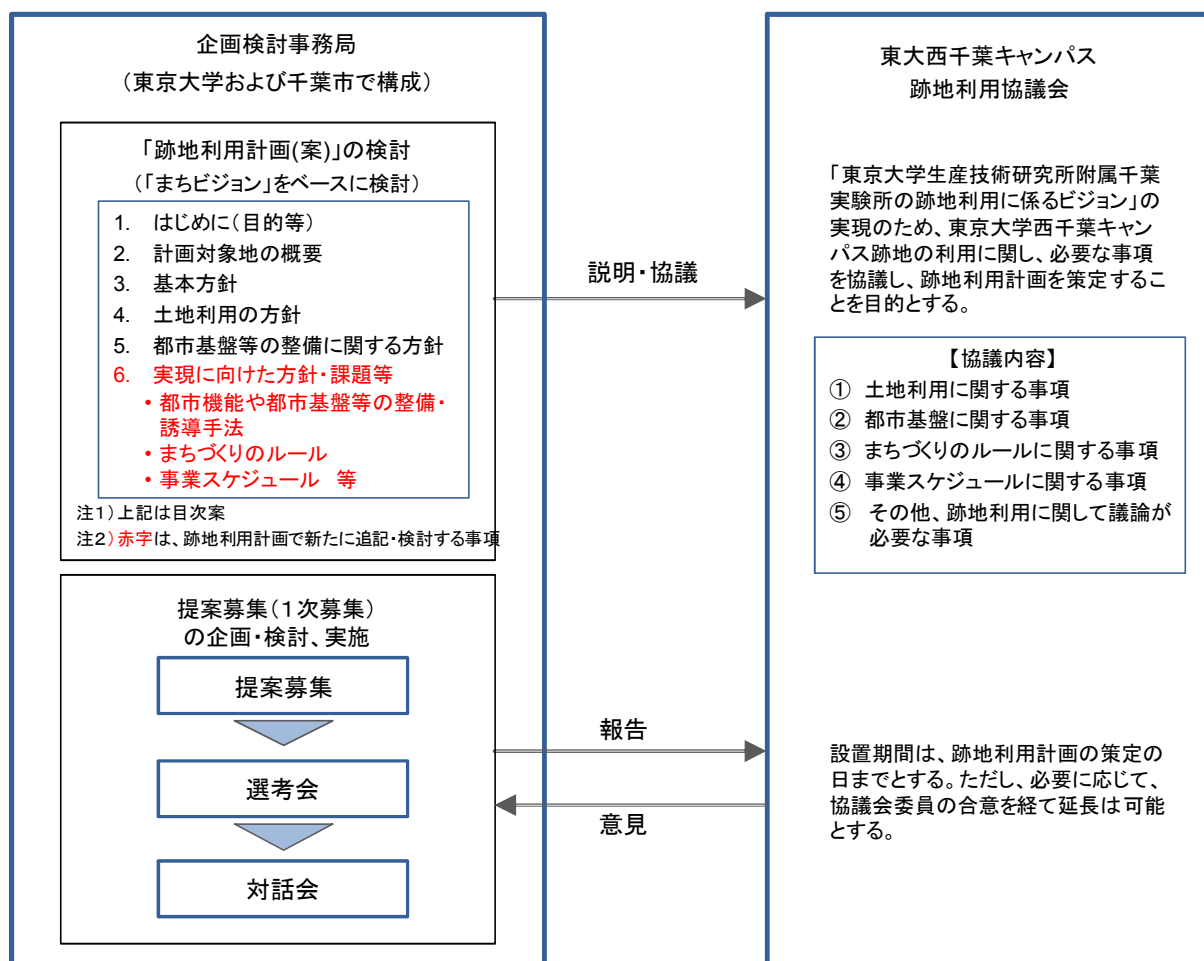 企画検討事務局
（東京大学および千葉市で構成）
「跡地利用計画(案)」の検討
（「まちビジョン」をベースに検討）
1. はじめに（目的等）
2. 計画対象地の概要
3. 基本方針
4. 土地利用の方針
5. 都市基盤等の整備に関する方針
6. 実現に向けた方針・課題等
・都市機能や都市基盤等の整備・
誘導手法
・まちづくりのルール
・事業スケジュール 等
注1）上記は目次案
注2）赤字は、跡地利用計画で新たに追記・検討する事項
提案募集（１次募集）
の企画・検討、実施
提案募集
選考会
対話会
説明・協議
報告
意見
東大西千葉キャンパス
跡地利用協議会
「東京大学生産技術研究所附属千葉
実験所の跡地利用に係るビジョン」の
実現のため、東京大学西千葉キャン
パス跡地の利用に関し、必要な事項
を協議し、跡地利用計画を策定するこ
とを目的とする。
【協議内容】
① 土地利用に関する事項
② 都市基盤に関する事項
③ まちづくりのルールに関する事項
④ 事業スケジュールに関する事項
⑤ その他、跡地利用に関して議論が
必要な事項
設置期間は、跡地利用計画の策定の
日までとする。ただし、必要に応じて、
協議会委員の合意を経て延長は可能
とする。